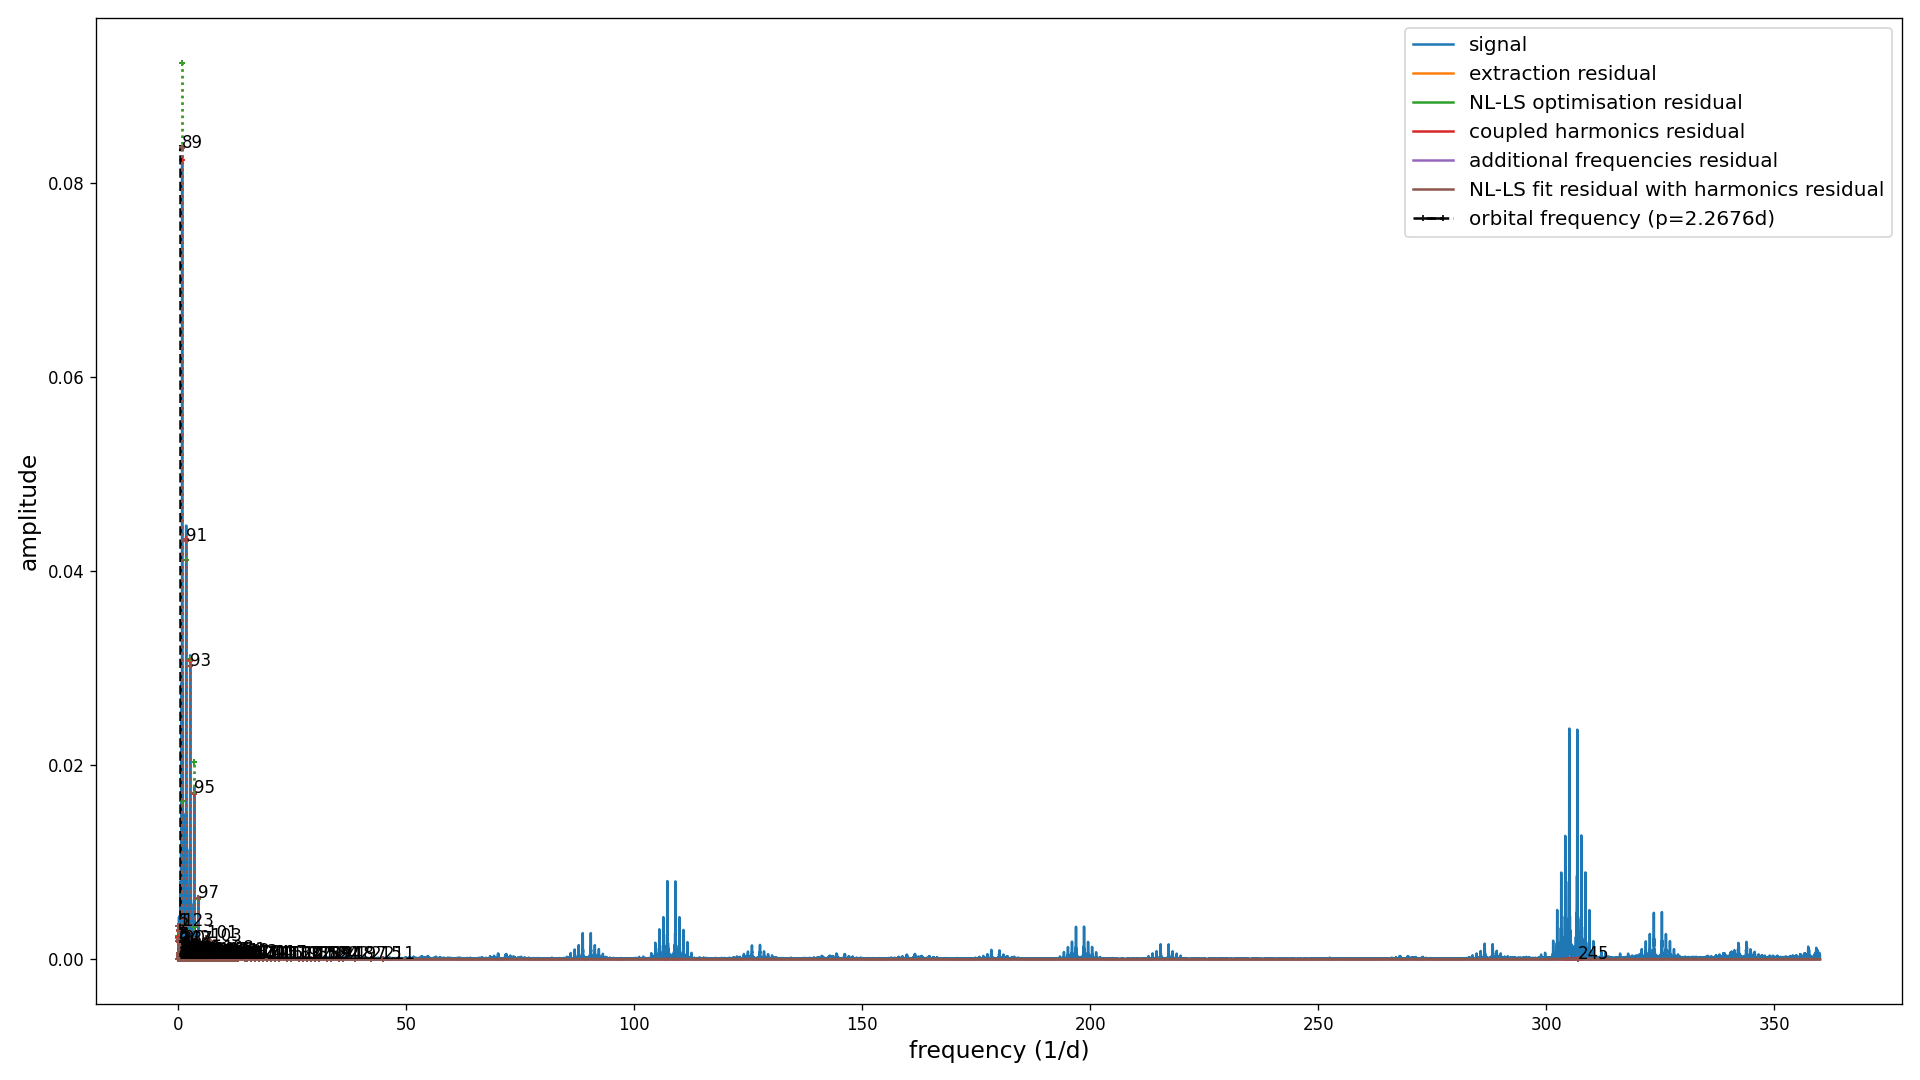 signal
extraction residual
NL-LS optimisation residual
coupled harmonics residual
additional frequencies residual
NL-LS fit residual with harmonics residual
orbital frequency (p=2.2676d)
89
0.08
0.06
amplitude
91
0.04
93
0.02
95
97
101
103
0.00
245
0
50
100
150
200
250
300
350
frequency (1/d)